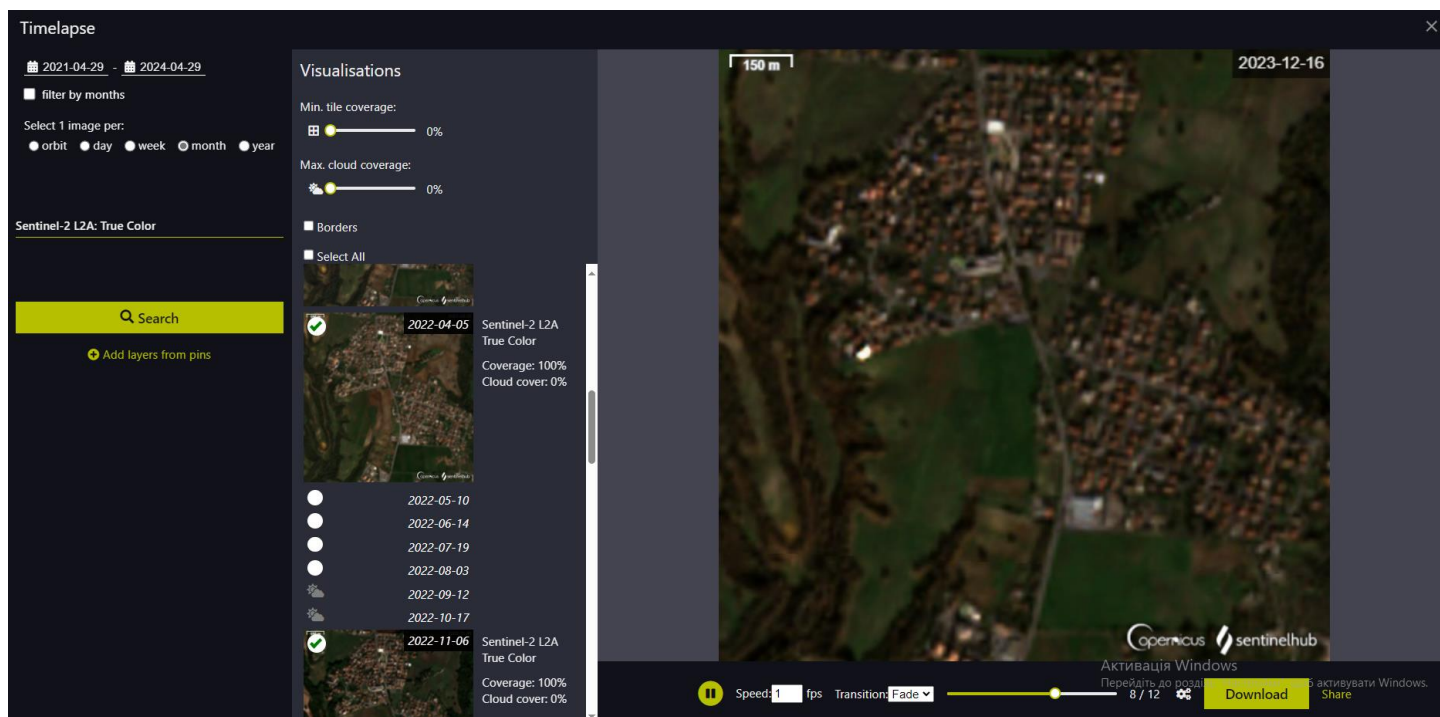 Timelapse
2021-04-29 - 2024-04-29
filter by months
Select 1 image per:
orbit day week month year
Sentinel-2 L2A: True Color
Search
Add layers from pins
Visualisations
Min. tile coverage:
0%
Max. cloud coverage:
0%
Borders
Select All
Copernicus sentinelhub
2022-04-05
Sentinel-2 L2A
True Color
Coverage: 100%
Cloud cover: 0%
Copernicus sentinelhub
2022-05-10
2022-06-14
2022-07-19
2022-08-03
2022-09-12
2022-10-17
2022-11-06
Sentinel-2 L2A
True Color
Coverage: 100%
Cloud cover: 0%
150 m
2023-12-16
Copernicus sentinelhub
Активація Windows
Перейдіть до розді активувати Windows.
Speed: 1 fps Transition: Fade 8 / 12 Download Share